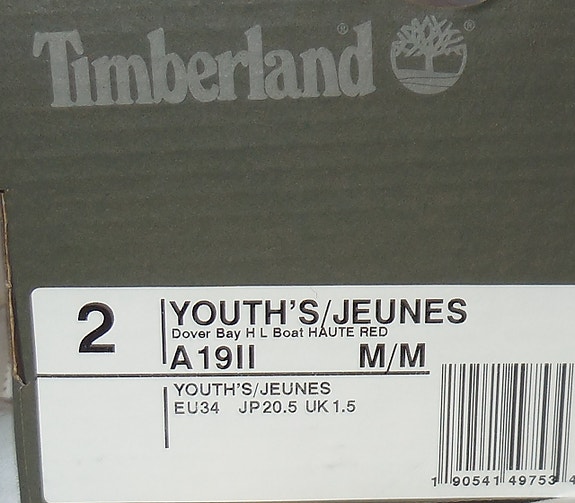 Timberland
2
YOUTH'S/JEUNES
Dover Bay H L Boat HAUTE RED
A19II M/M
YOUTH'S/JEUNES
EU34 JP20.5 UK1.5
1 90541 49753 4